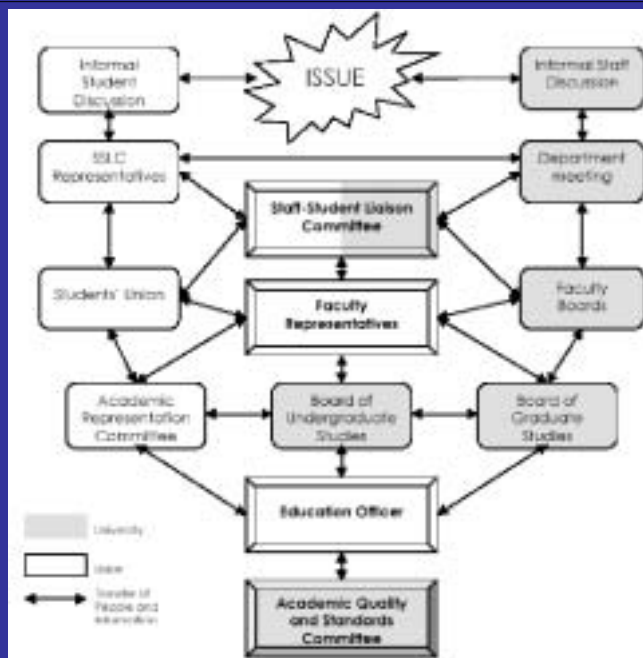 Informal
Student
Discussion
ISSUE
Informal Staff
Discussion
SSLC
Representatives
Department
meeting
Staff-Student Liaison
Committee
Students' Union
Faculty
Representatives
Faculty
Boards
Academic
Representation
Committee
Board of
Undergraduate
Studies
Board of
Graduate
Studies
Education Officer
University
Union
Transfer of
People and
Information
Academic Quality
and Standards
Committee